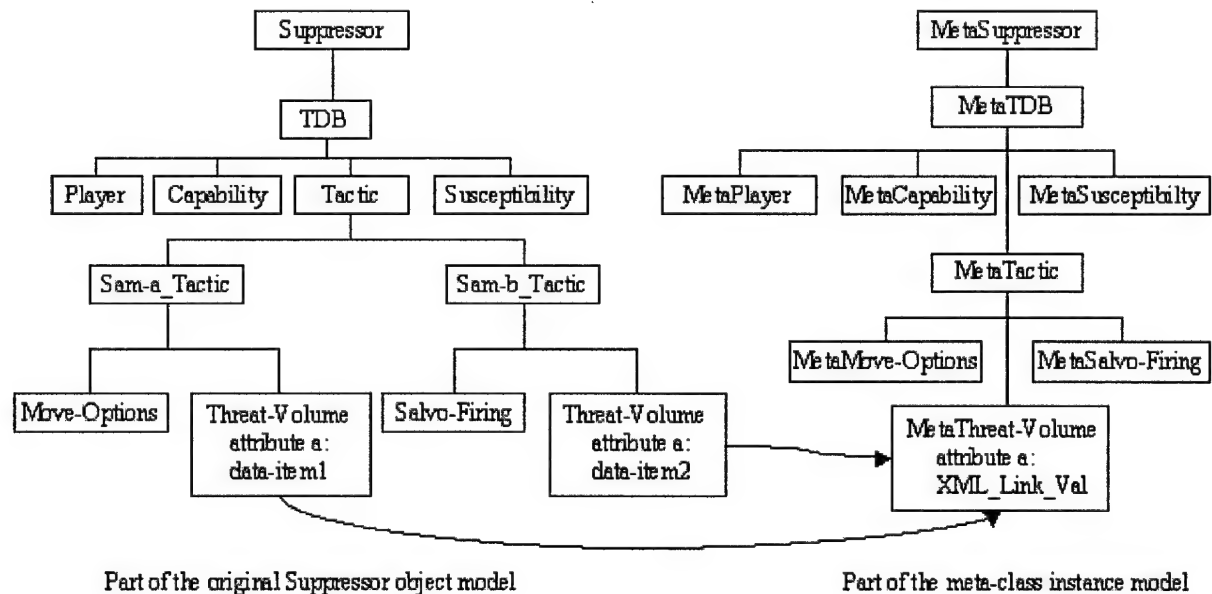 Suppressor
MetaSuppressor
TDB
MetaTDB
Player
Capability
Tactic
Susceptibility
MetaPlayer
MetaCapability
MetaSusceptibilty
Sam-a_Tactic
Sam-b_Tactic
MetaTactic
MetaMove-Options
MetaSalvo-Firing
Move-Options
Threat-Volume
attribute a:
data-item1
Salvo-Firing
Threat-Volume
attribute a:
data-item2
MetaThreat-Volume
attribute a:
XML_Link_Val
Part of the original Suppressor object model
Part of the meta-class instance model